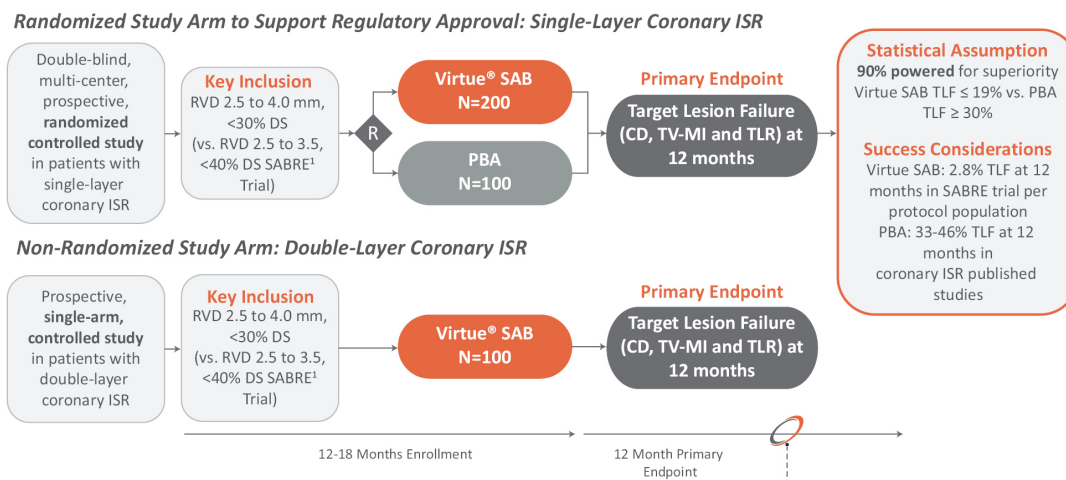 Randomized Study Arm to Support Regulatory Approval: Single-Layer Coronary ISR
Double-blind,
multi-center,
prospective,
randomized
controlled study
in patients with
single-layer
coronary ISR
Key Inclusion
RVD 2.5 to 4.0 mm,
<30% DS
(vs. RVD 2.5 to 3.5,
<40% DS SABRE¹
Trial)
R
Virtue® SAB
N=200
PBA
N=100
Primary Endpoint
Target Lesion Failure
(CD, TV-MI and TLR) at
12 months
Statistical Assumption
90% powered for superiority
Virtue SAB TLF ≤ 19% vs. PBA
TLF ≥ 30%
Success Considerations
Virtue SAB: 2.8% TLF at 12
months in SABRE trial per
protocol population
PBA: 33-46% TLF at 12
months in
coronary ISR published
studies
Non-Randomized Study Arm: Double-Layer Coronary ISR
Prospective,
single-arm,
controlled study
in patients with
double-layer
coronary ISR
Key Inclusion
RVD 2.5 to 4.0 mm,
<30% DS
(vs. RVD 2.5 to 3.5,
<40% DS SABRE¹
Trial)
Virtue® SAB
N=100
Primary Endpoint
Target Lesion Failure
(CD, TV-MI and TLR) at
12 months
12-18 Months Enrollment
12 Month Primary
Endpoint